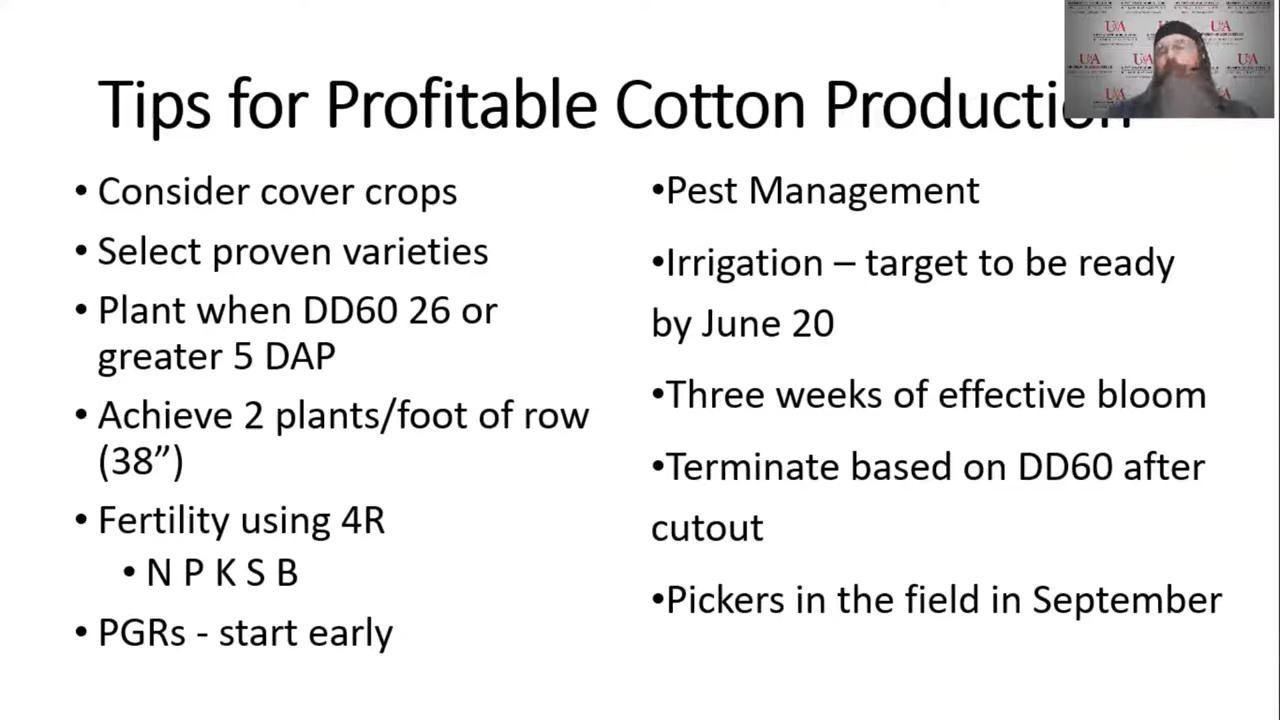 Tips for Profitable Cotton Production
• Consider cover crops
• Select proven varieties
• Plant when DD60 26 or
greater 5 DAP
• Achieve 2 plants/foot of row
(38”)
• Fertility using 4R
• N P K S B
• PGRs - start early
•Pest Management
•Irrigation – target to be ready
by June 20
•Three weeks of effective bloom
•Terminate based on DD60 after
cutout
•Pickers in the field in September